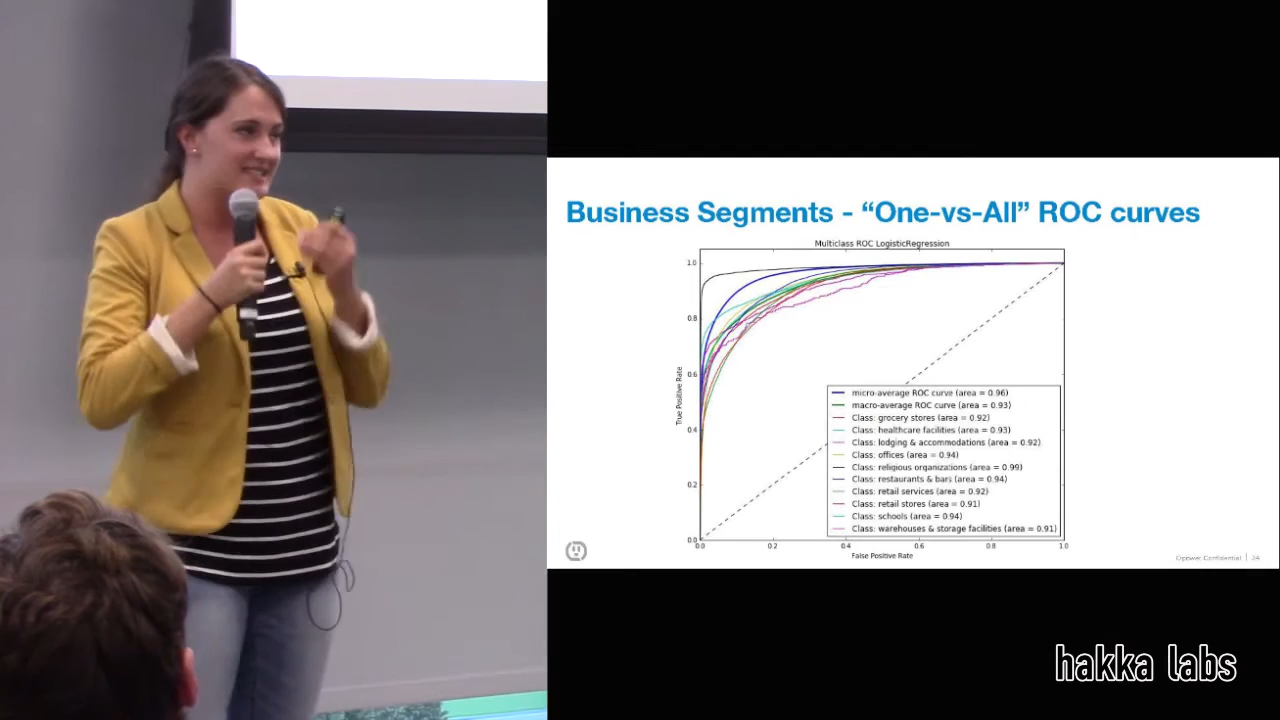 Business Segments - “One-vs-All” ROC curves
Multiclass ROC LogisticRegression
1.0
0.8
0.6
0.4
0.2
0.0
True Positive Rate
micro-average ROC curve (area = 0.96)
macro-average ROC curve (area = 0.93)
Class: grocery stores (area = 0.92)
Class: healthcare facilities (area = 0.93)
Class: lodging & accommodations (area = 0.92)
Class: offices (area = 0.94)
Class: religious organizations (area = 0.99)
Class: restaurants & bars (area = 0.94)
Class: retail services (area = 0.92)
Class: retail stores (area = 0.91)
Class: schools (area = 0.94)
Class: warehouses & storage facilities (area = 0.91)
0.0 0.2 0.4 0.6 0.8 1.0
False Positive Rate
Opower Confidential | 24
hakka labs